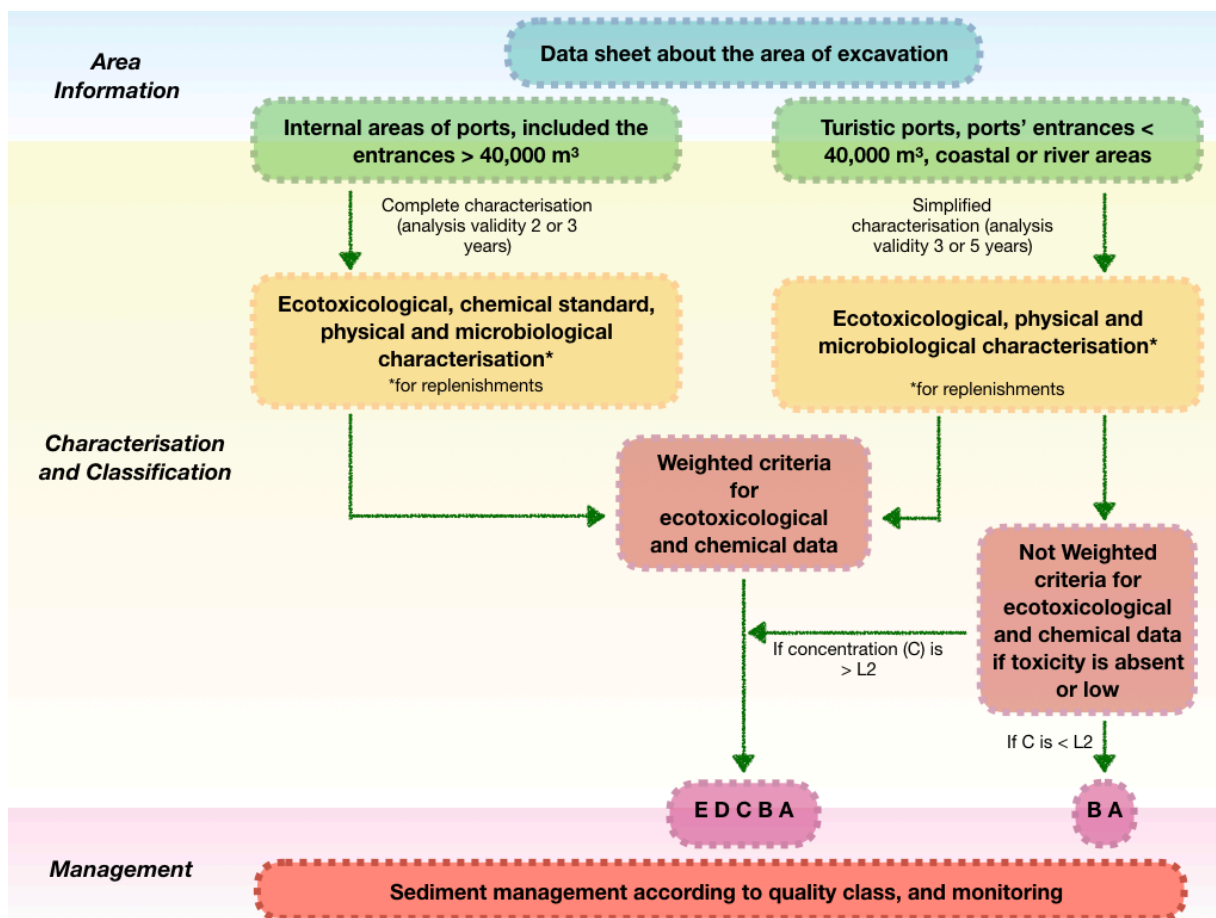 Area
Information
Data sheet about the area of excavation
Internal areas of ports, included the
entrances > 40,000 m³
Turistic ports, ports' entrances <
40,000 m³, coastal or river areas
Complete characterisation
(analysis validity 2 or 3
years)
Simplified
characterisation (analysis
validity 3 or 5 years)
Ecotoxicological, chemical standard,
physical and microbiological
characterisation*
*for replenishments
Ecotoxicological, physical and
microbiological characterisation*
*for replenishments
Characterisation
and Classification
Weighted criteria
for
ecotoxicological
and chemical data
Not Weighted
criteria for
ecotoxicological
and chemical data
if toxicity is absent
or low
If concentration (C) is
> L2
If C is < L2
E D C B A
B A
Management
Sediment management according to quality class, and monitoring